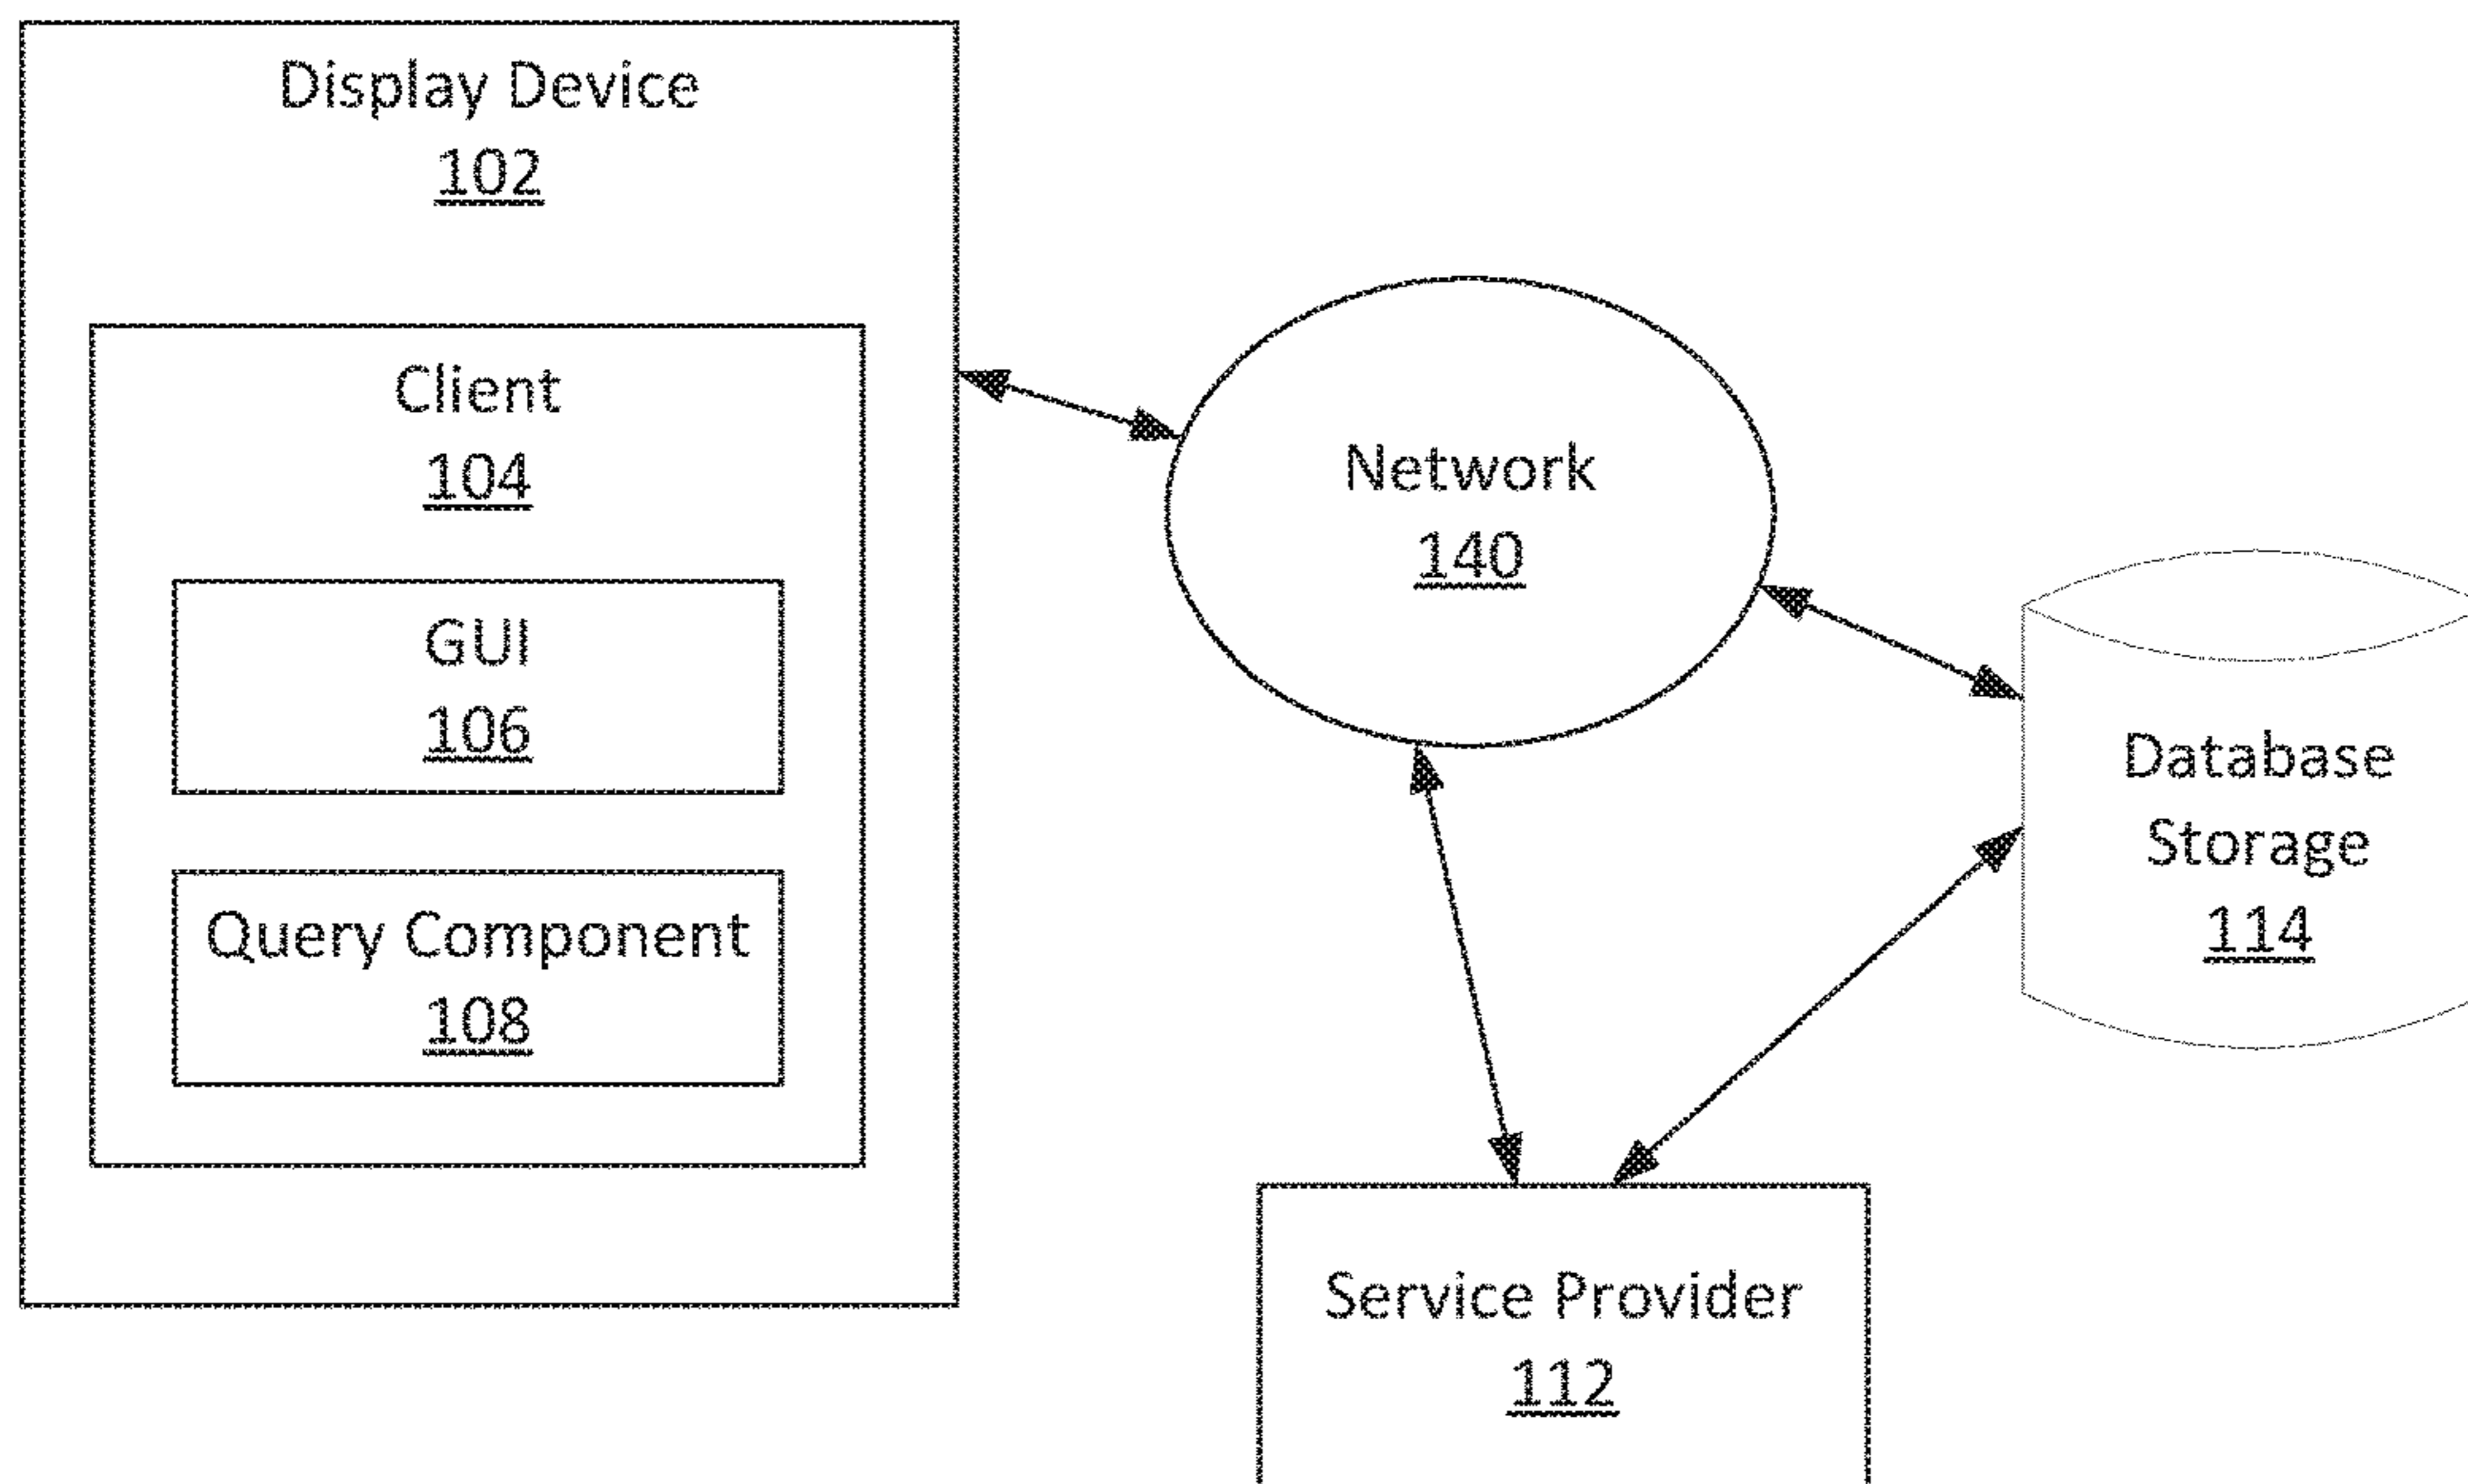 Display Device
102
Client
104
GUI
106
Query Component
108
Network
140
Database
Storage
114
Service Provider
112